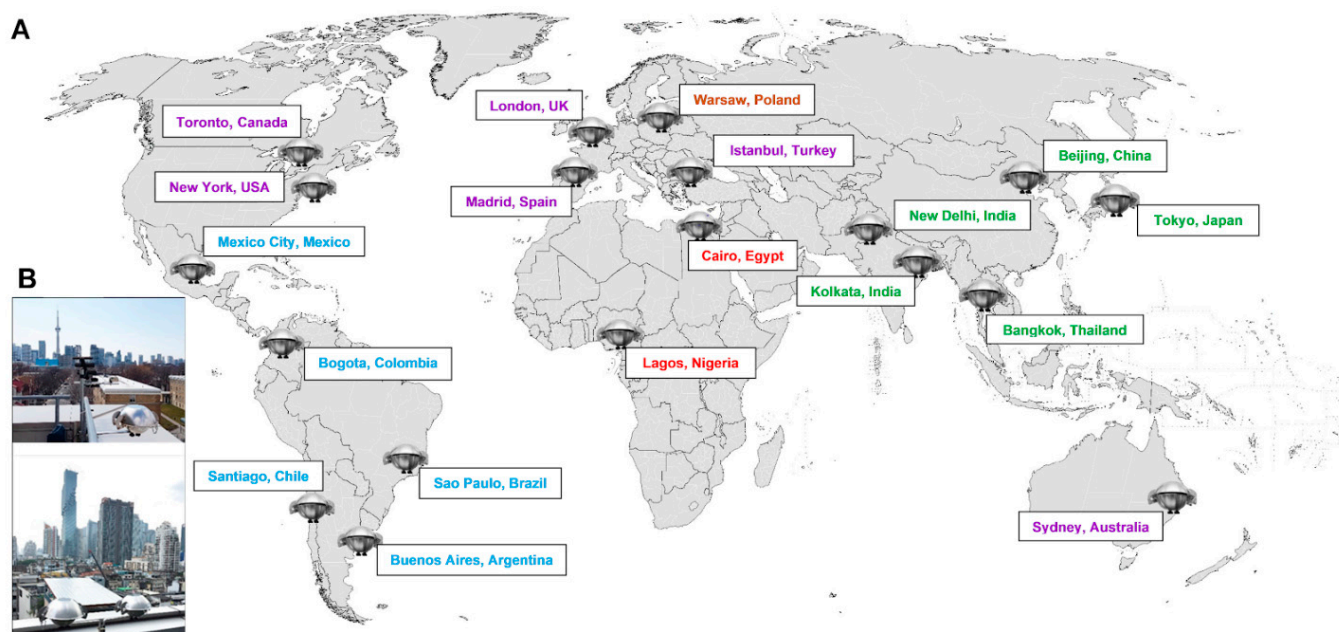 A
London, UK
Warsaw, Poland
Toronto, Canada
Istanbul, Turkey
Beijing, China
New York, USA
Madrid, Spain
New Delhi, India
Tokyo, Japan
Mexico City, Mexico
Cairo, Egypt
B
Kolkata, India
Bangkok, Thailand
Bogota, Colombia
Lagos, Nigeria
Santiago, Chile
Sao Paulo, Brazil
Sydney, Australia
Buenos Aires, Argentina